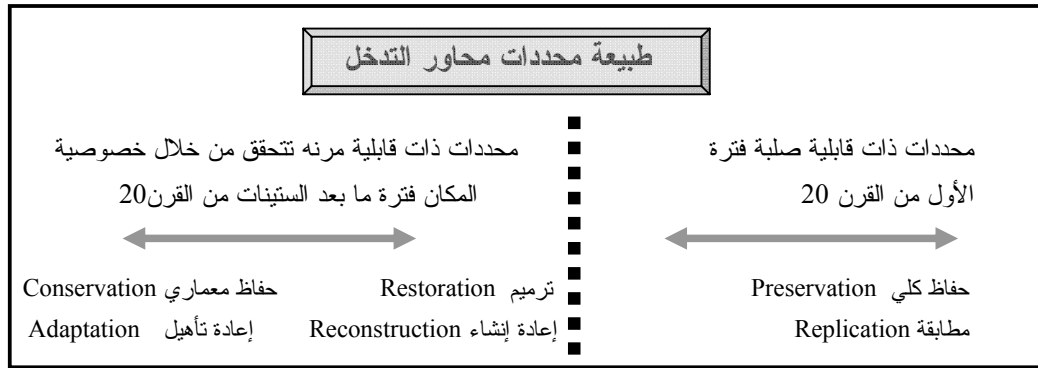 طبيعة محددات محاور التدخل
محددات ذات قابلية صلبة فترة
الأول من القرن 20
حفاظ كلي Preservation
مطابقة Replication
محددات ذات قابلية مرنه تتحقق من خلال خصوصية
المكان فترة ما بعد الستينات من القرن20
ترميم Restoration
إعادة إنشاء Reconstruction
حفاظ معماري Conservation
إعادة تأهيل Adaptation